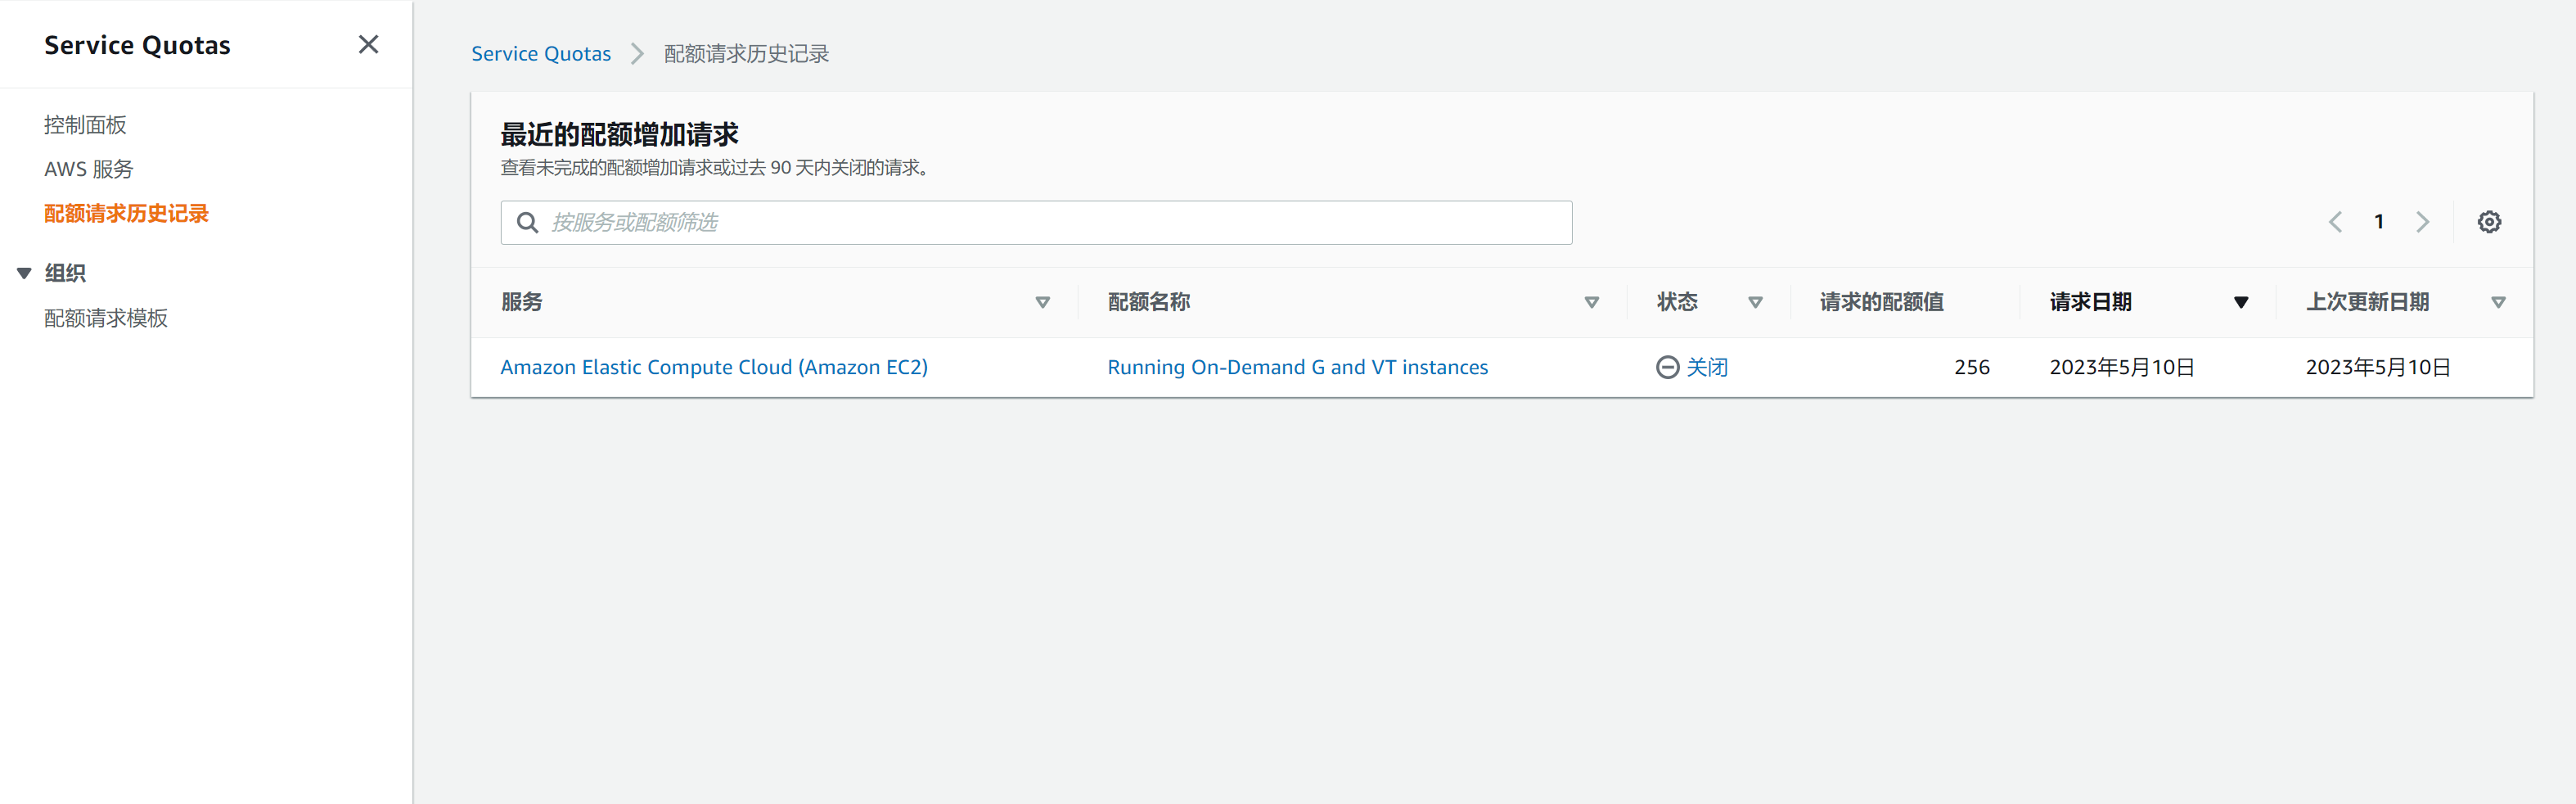 Service Quotas
控制面板
AWS 服务
配额请求历史记录
组织
配额请求模板
Service Quotas 配额请求历史记录
最近的配额增加请求
查看未完成的配额增加请求或过去 90 天内关闭的请求。
按服务或配额筛选
1
服务 配额名称 状态 请求的配额值 请求日期 上次更新日期
Amazon Elastic Compute Cloud (Amazon EC2) Running On-Demand G and VT instances 关闭 256 2023年5月10日 2023年5月10日